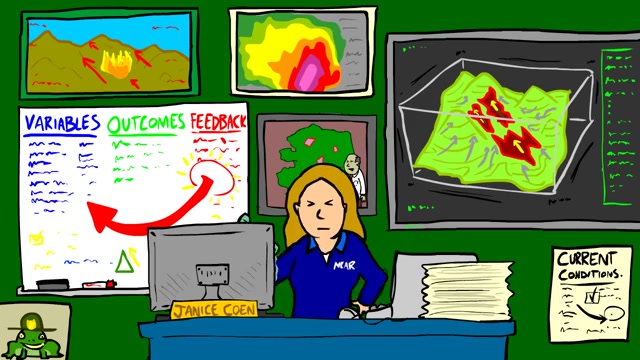 VARIABLES OUTCOMES FEEDBACK
NCAR
JANICE COEN
CURRENT
CONDITIONS.